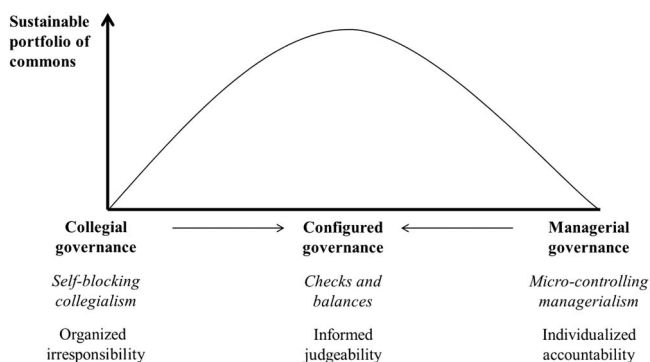 Sustainable
portfolio of
commons
Collegial
governance
Configured
governance
Managerial
governance
Self-blocking
collegialism
Checks and
balances
Micro-controlling
managerialism
Organized
irresponsibility
Informed
judgeability
Individualized
accountability